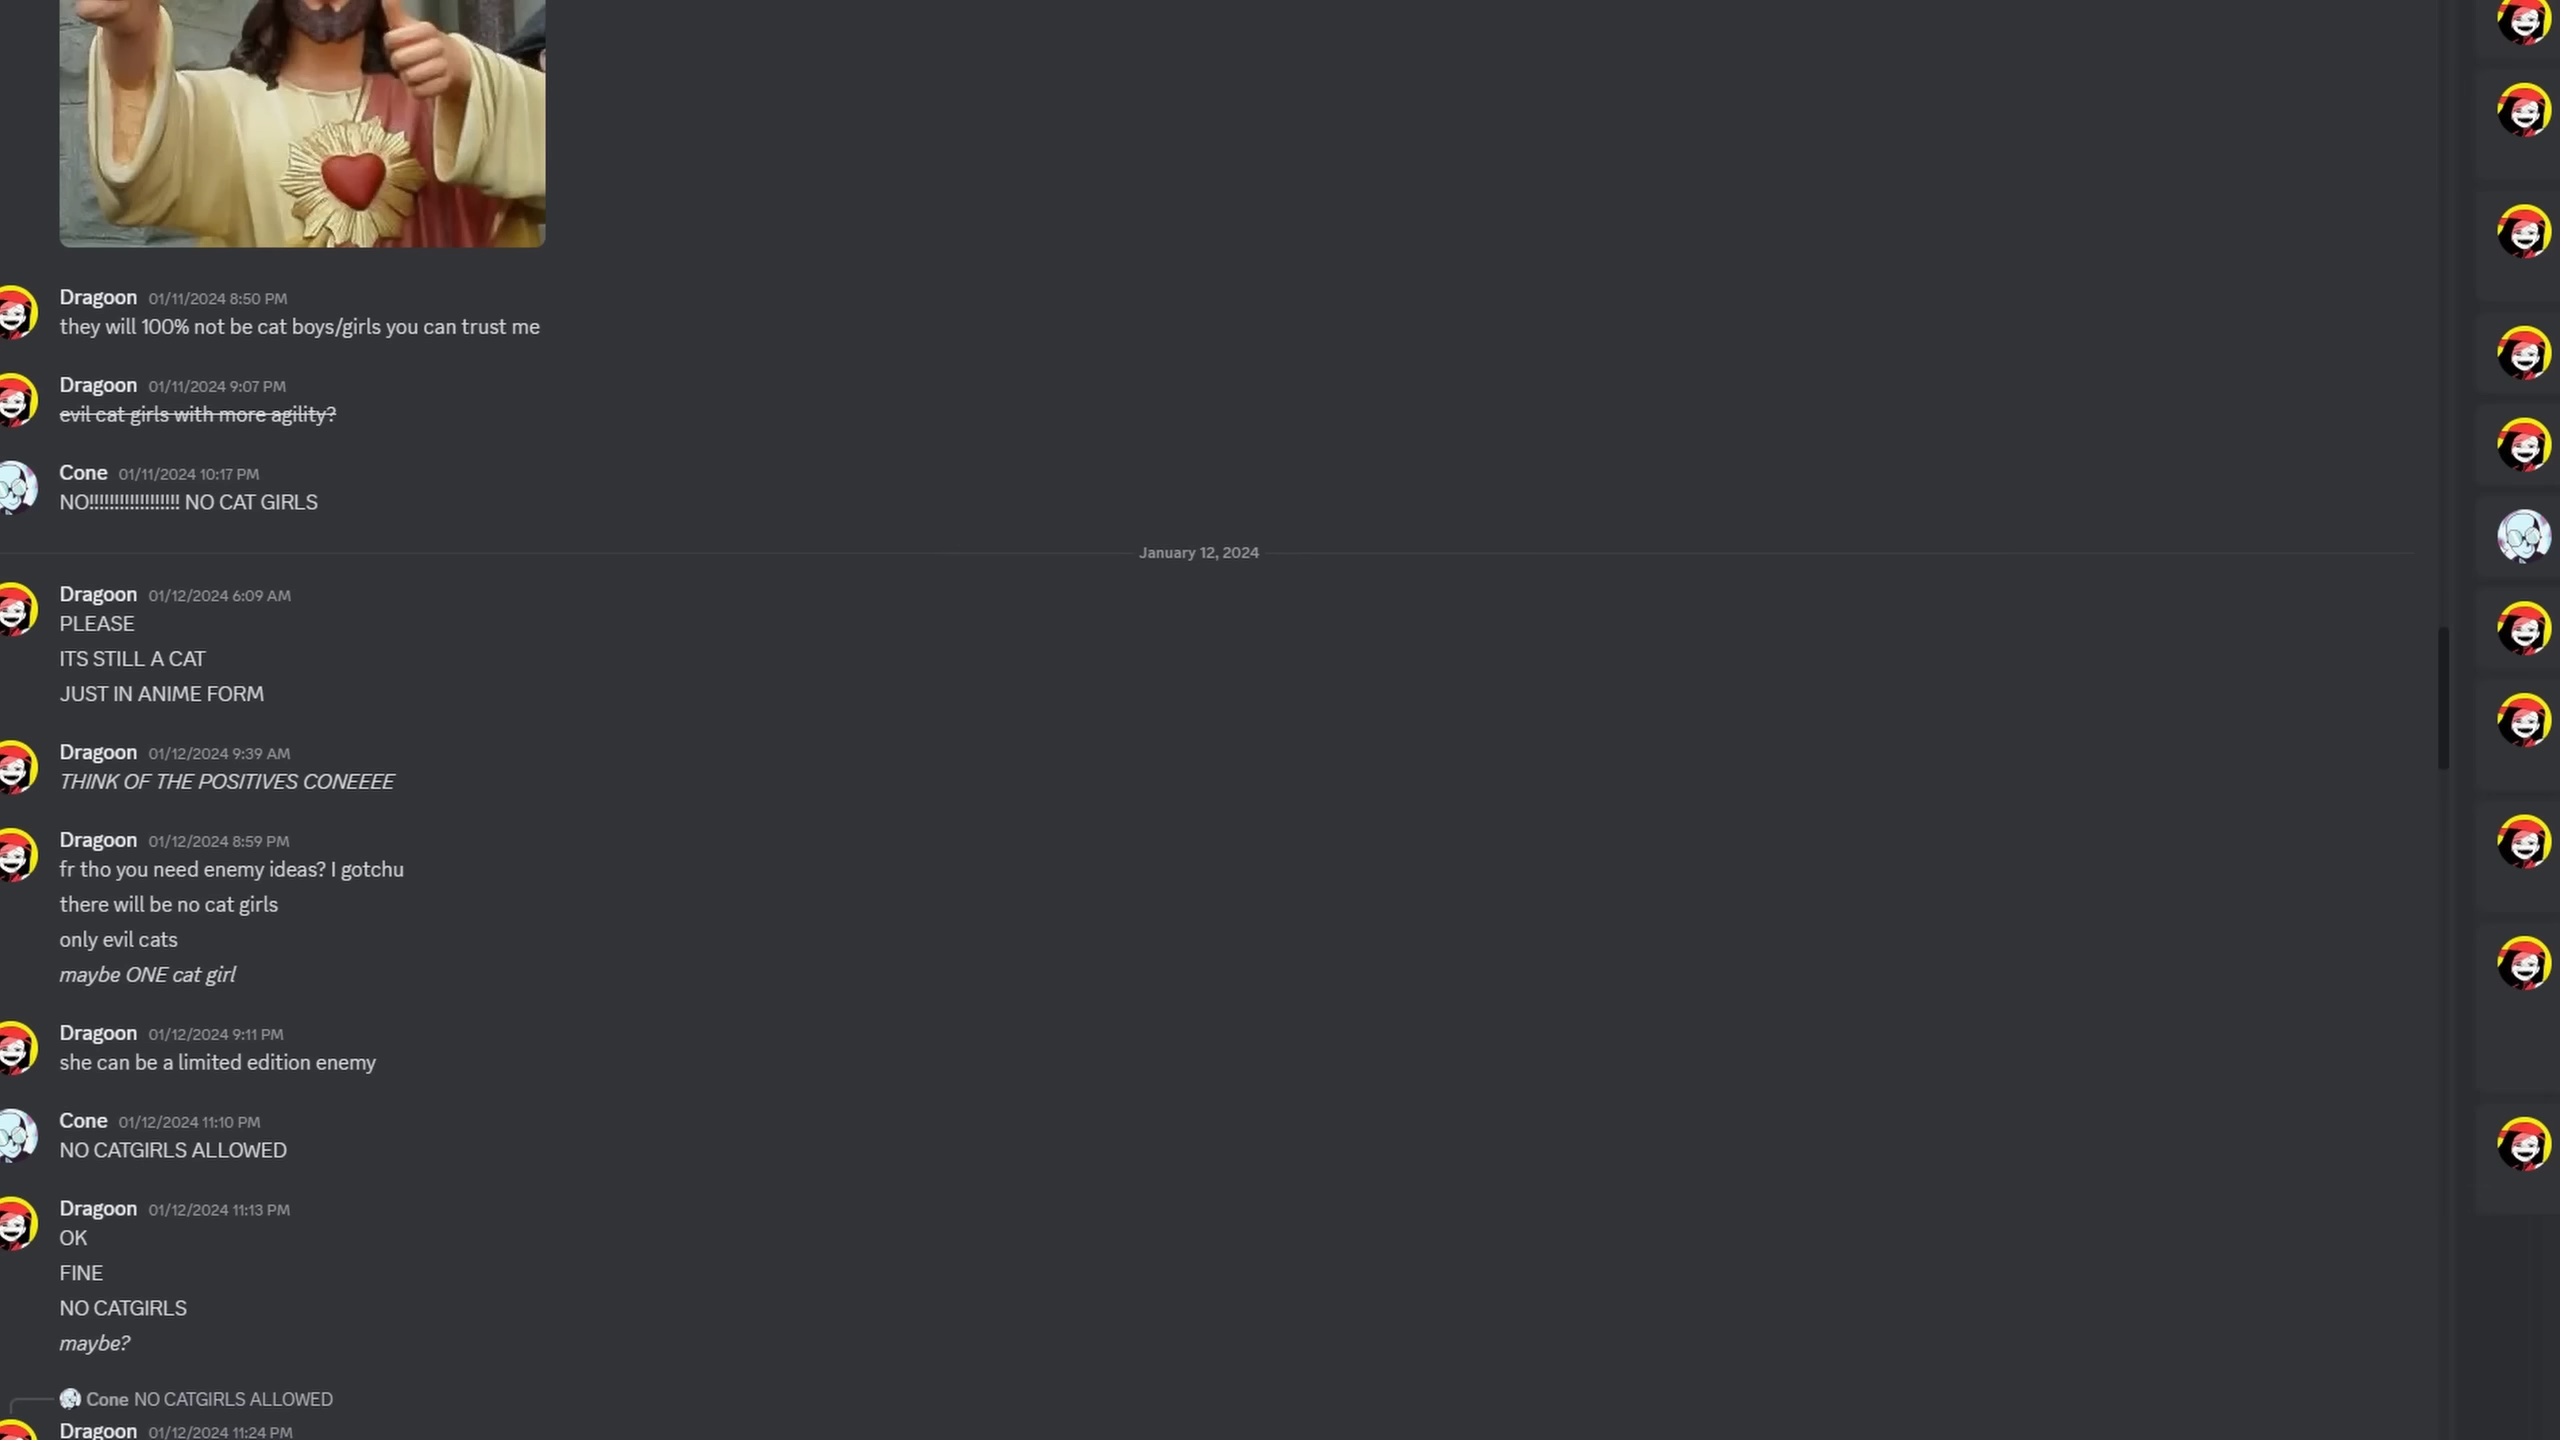 Dragoon 01/11/2024 8:50 PM
they will 100% not be cat boys/girls you can trust me
Dragoon 01/11/2024 9:07 PM
evil cat girls with more agility?
Cone 01/11/2024 10:17 PM
NO!!!!!!!!!!!!!!!!!! NO CAT GIRLS
January 12, 2024
Dragoon 01/12/2024 6:09 AM
PLEASE
ITS STILL A CAT
JUST IN ANIME FORM
Dragoon 01/12/2024 9:39 AM
THINK OF THE POSITIVES CONEEEE
Dragoon 01/12/2024 8:59 PM
fr tho you need enemy ideas? I gotchu
there will be no cat girls
only evil cats
maybe ONE cat girl
Dragoon 01/12/2024 9:11 PM
she can be a limited edition enemy
Cone 01/12/2024 11:10 PM
NO CATGIRLS ALLOWED
Dragoon 01/12/2024 11:13 PM
OK
FINE
NO CATGIRLS
maybe?
Cone NO CATGIRLS ALLOWED
Dragoon 01/12/2024 11:24 PM